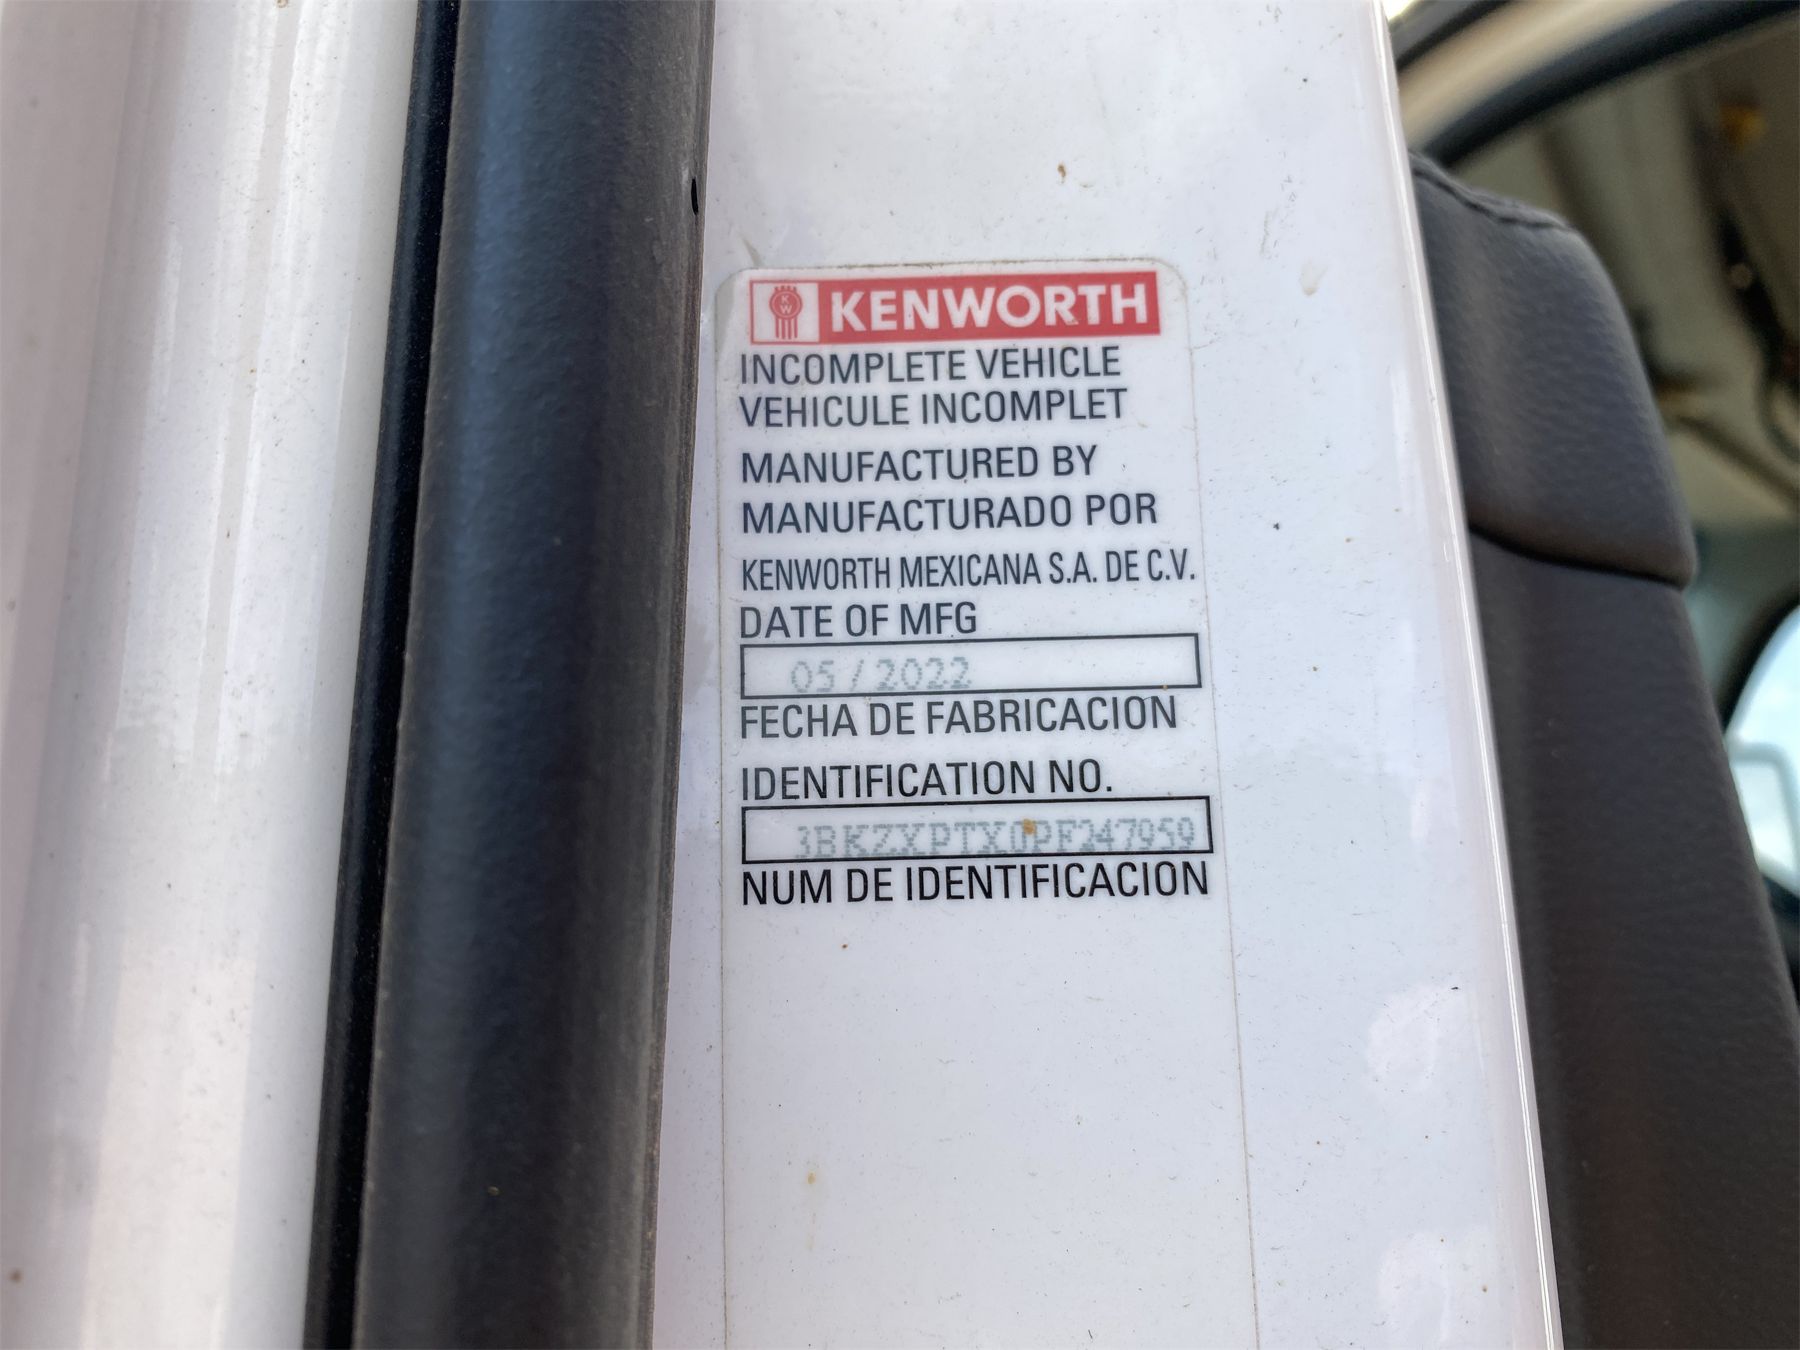 KENWORTH
INCOMPLETE VEHICLE
VEHICULE INCOMPLET
MANUFACTURED BY
MANUFACTURADO POR
KENWORTH MEXICANA S.A. DE C.V.
DATE OF MFG
05/2022
FECHA DE FABRICACION
IDENTIFICATION NO.
3BKZXPTX0PF247959
NUM DE IDENTIFICACION